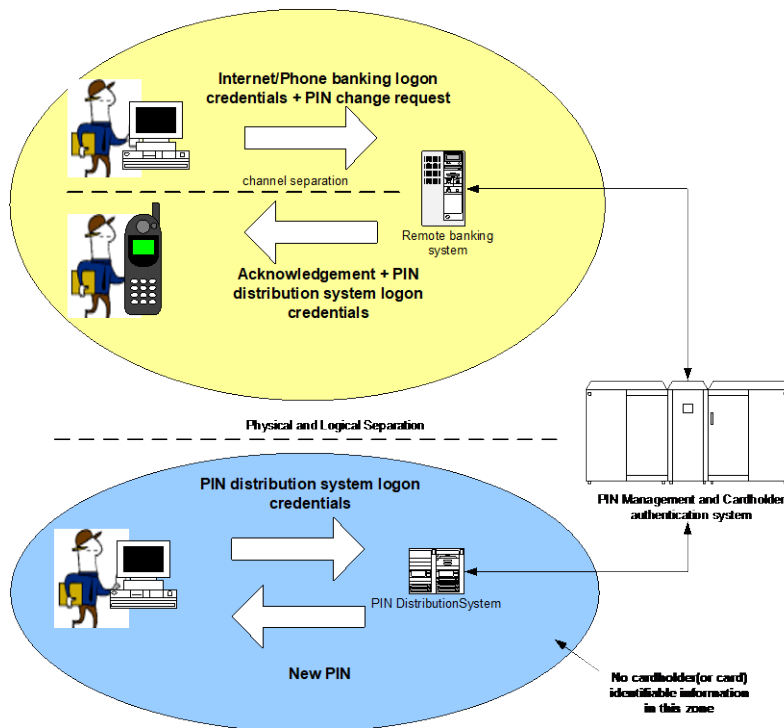 Internet/Phone banking logon
credentials + PIN change request
channel separation
Remote banking
system
Acknowledgement + PIN
distribution system logon
credentials
Physical and Logical Separation
PIN Management and Cardholder
authentication system
PIN distribution system logon
credentials
PIN DistributionSystem
New PIN
No cardholder(or card)
identifiable information
in this zone